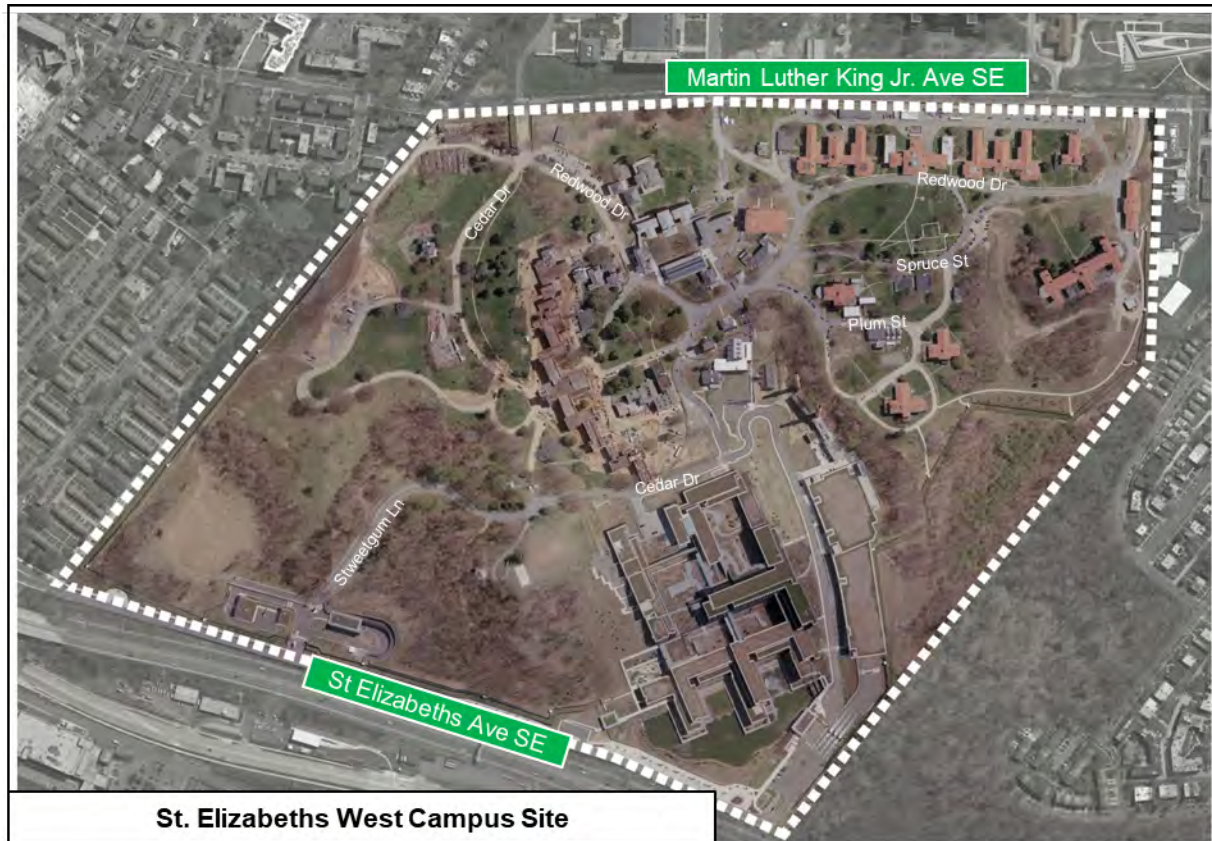 Martin Luther King Jr. Ave SE
Cedar Dr
Redwood Dr
Redwood Dr
Spruce St
Plum St
Cedar Dr
Stweetgum Ln
St Elizabeths Ave SE
St. Elizabeths West Campus Site